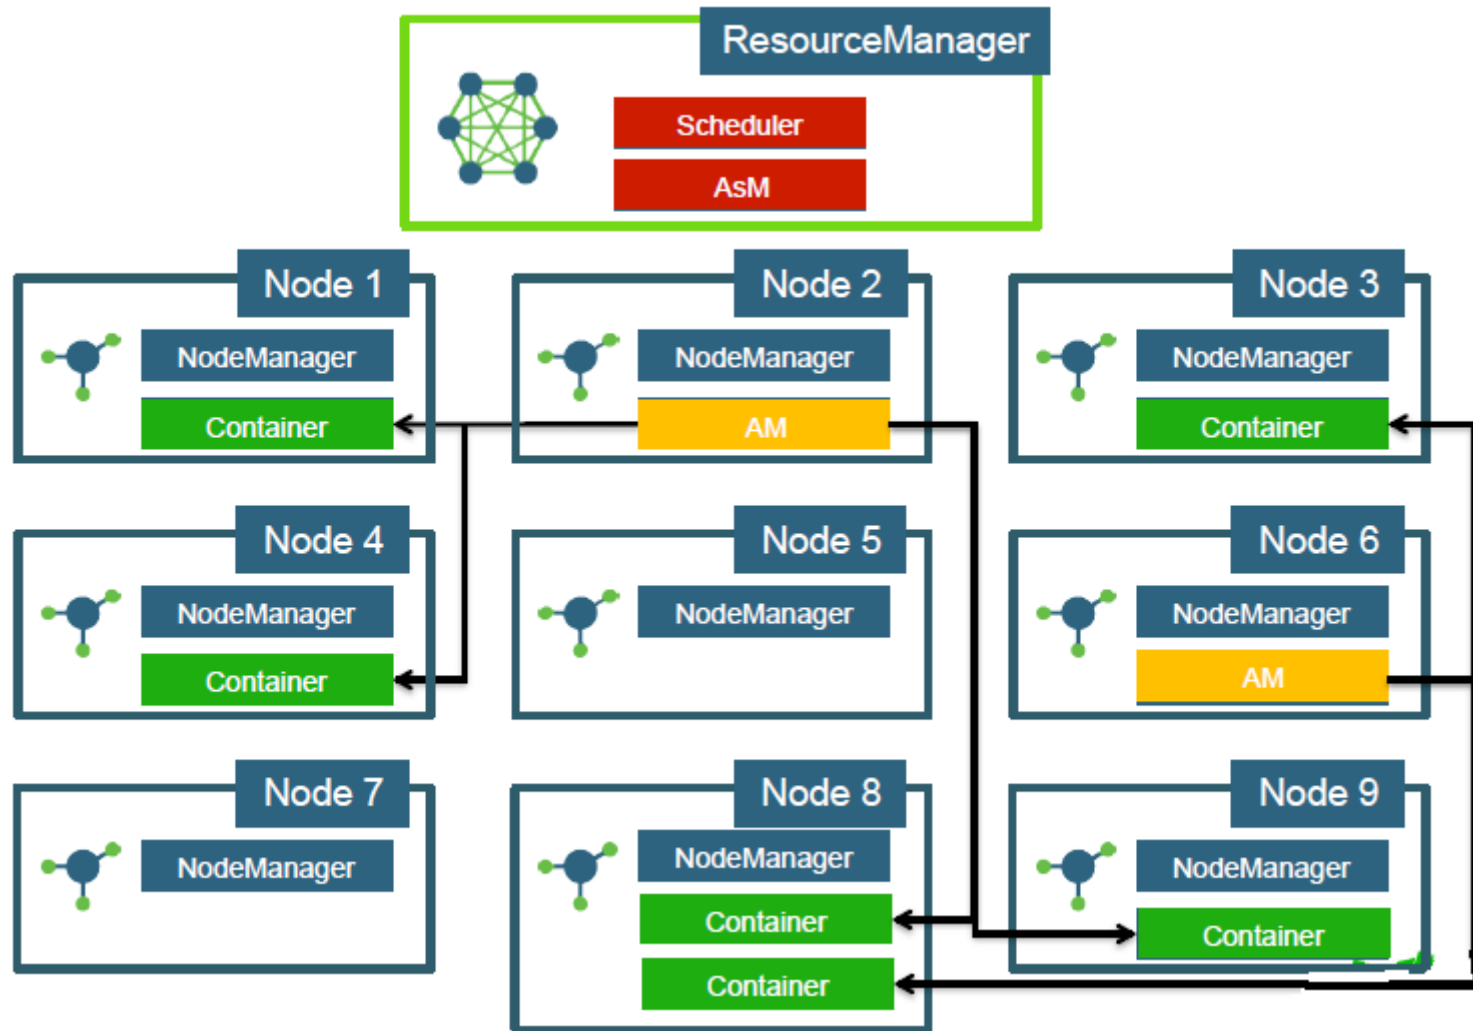 ResourceManager
Scheduler
AsM
Node 1
NodeManager
Container
Node 2
NodeManager
AM
Node 3
NodeManager
Container
Node 4
NodeManager
Container
Node 5
NodeManager
Node 6
NodeManager
AM
Node 7
NodeManager
Node 8
NodeManager
Container
Container
Node 9
NodeManager
Container